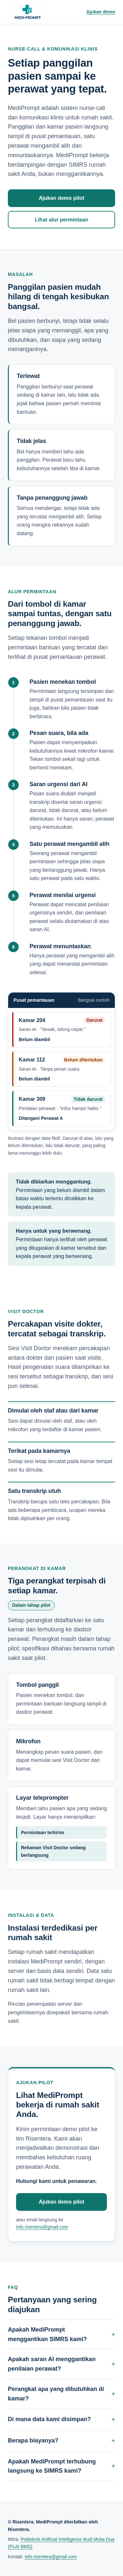 MEDI-PROMPT
Ajukan demo
NURSE-CALL & KOMUNIKASI KLINIS
Setiap panggilan
pasien sampai ke
perawat yang tepat.
MediPrompt adalah sistem nurse-call
dan komunikasi klinis untuk rumah sakit.
Panggilan dari kamar pasien langsung
tampil di pusat pemantauan, satu
perawat mengambil alih dan
menuntaskannya. MediPrompt bekerja
berdampingan dengan SIMRS rumah
sakit Anda, bukan menggantikannya.
Ajukan demo pilot
Lihat alur permintaan
MASALAH
Panggilan pasien mudah
hilang di tengah kesibukan
bangsal.
Bel perawat berbunyi, tetapi tidak selalu
jelas siapa yang memanggil, apa yang
dibutuhkan, dan siapa yang sedang
menanganinya.
Terlewat
Panggilan berbunyi saat perawat
sedang di kamar lain, lalu tidak ada
jejak bahwa pasien pernah meminta
bantuan.
Tidak jelas
Bel hanya memberi tahu ada
panggilan. Perawat baru tahu
kebutuhannya setelah tiba di kamar.
Tanpa penanggung jawab
Semua mendengar, tetapi tidak ada
yang tercatat mengambil alih. Setiap
orang mengira rekannya sudah
datang.
ALUR PERMINTAAN
Dari tombol di kamar
sampai tuntas, dengan satu
penanggung jawab.
Setiap tekanan tombol menjadi
permintaan bantuan yang tercatat dan
terlihat di pusat pemantauan perawat.
1
Pasien menekan tombol
Permintaan langsung tersimpan dan
tampil di pusat pemantauan saat itu
juga, bahkan bila pasien tidak
berbicara.
2
Pesan suara, bila ada
Pasien dapat menyampaikan
kebutuhannya lewat mikrofon kamar.
Tekan tombol sekali lagi untuk
berhenti merekam.
3
Saran urgensi dari AI
Pesan suara diubah menjadi
transkrip disertai saran urgensi:
darurat, tidak darurat, atau belum
ditentukan. Ini hanya saran; perawat
yang memutuskan.
4
Satu perawat mengambil alih
Seorang perawat mengambil
permintaan sehingga jelas siapa
yang bertanggung jawab. Hanya
satu perawat pada satu waktu.
5
Perawat menilai urgensi
Perawat dapat mencatat penilaian
urgensinya sendiri, dan penilaian
perawat selalu diutamakan di atas
saran AI.
6
Perawat menuntaskan
Hanya perawat yang mengambil alih
yang dapat menandai permintaan
selesai.
Pusat pemantauan
Bangsal contoh
Kamar 204
Darurat
Saran AI · "Sesak, tolong cepat."
Belum diambil
Kamar 112
Belum ditentukan
Saran AI · Tanpa pesan suara
Belum diambil
Kamar 309
Tidak darurat
Penilaian perawat · "Infus hampir habis."
Ditangani Perawat A
Ilustrasi dengan data fiktif. Darurat di atas, lalu yang
belum ditentukan, lalu tidak darurat; yang paling
lama menunggu lebih dulu.
Tidak dibiarkan menggantung.
Permintaan yang belum diambil dalam
batas waktu tertentu dinaikkan ke
kepala perawat.
Hanya untuk yang berwenang.
Permintaan hanya terlihat oleh perawat
yang ditugaskan di kamar tersebut dan
kepala perawat yang berwenang.
VISIT DOCTOR
Percakapan visite dokter,
tercatat sebagai transkrip.
Sesi Visit Doctor merekam percakapan
antara dokter dan pasien saat visite.
Hasil pengenalan suara dilampirkan ke
sesi tersebut sebagai transkrip, dan sesi
pun selesai.
Dimulai oleh staf atau dari kamar
Sesi dapat dimulai oleh staf, atau oleh
mikrofon yang terdaftar di kamar pasien.
Terikat pada kamarnya
Setiap sesi tetap tercatat pada kamar tempat
sesi itu dimulai.
Satu transkrip utuh
Transkrip berupa satu teks percakapan. Bila
ada beberapa pembicara, ucapan mereka
tidak dipisahkan per orang.
PERANGKAT DI KAMAR
Tiga perangkat terpisah di
setiap kamar.
Dalam tahap pilot
Setiap perangkat didaftarkan ke satu
kamar dan terhubung ke dasbor
perawat. Perangkat masih dalam tahap
pilot; spesifikasi dibahas bersama rumah
sakit saat pilot.
Tombol panggil
Pasien menekan tombol, dan
permintaan bantuan langsung tampil di
dasbor perawat.
Mikrofon
Menangkap pesan suara pasien, dan
dapat memulai sesi Visit Doctor dari
kamar.
Layar teleprompter
Memberi tahu pasien apa yang sedang
terjadi. Layar hanya menampilkan:
Permintaan terkirim
Rekaman Visit Doctor sedang
berlangsung
INSTALASI & DATA
Instalasi terdedikasi per
rumah sakit
Setiap rumah sakit mendapatkan
instalasi MediPrompt sendiri, dengan
server dan basis data sendiri. Data satu
rumah sakit tidak berbagi tempat dengan
rumah sakit lain.
Rincian penempatan server dan
pengelolaannya disepakati bersama rumah
sakit.
AJUKAN PILOT
Lihat MediPrompt
bekerja di rumah sakit
Anda.
Kirim permintaan demo pilot ke
tim Risentera. Kami akan
menjadwalkan demonstrasi dan
membahas kebutuhan ruang
perawatan Anda.
Hubungi kami untuk penawaran.
Ajukan demo pilot
atau email langsung ke
info.risentera@gmail.com
FAQ
Pertanyaan yang sering
diajukan
Apakah MediPrompt
menggantikan SIMRS kami?
+
Apakah saran AI menggantikan
penilaian perawat?
+
Perangkat apa yang dibutuhkan di
kamar?
+
Di mana data kami disimpan?
+
Berapa biayanya?
+
Apakah MediPrompt terhubung
langsung ke SIMRS kami?
+
© Risentera. MediPrompt diterbitkan oleh
Risentera.
Mitra: Politeknik Artificial Intelligence Budi Mulia Dua
(PLAI BMD)
Kontak: info.risentera@gmail.com